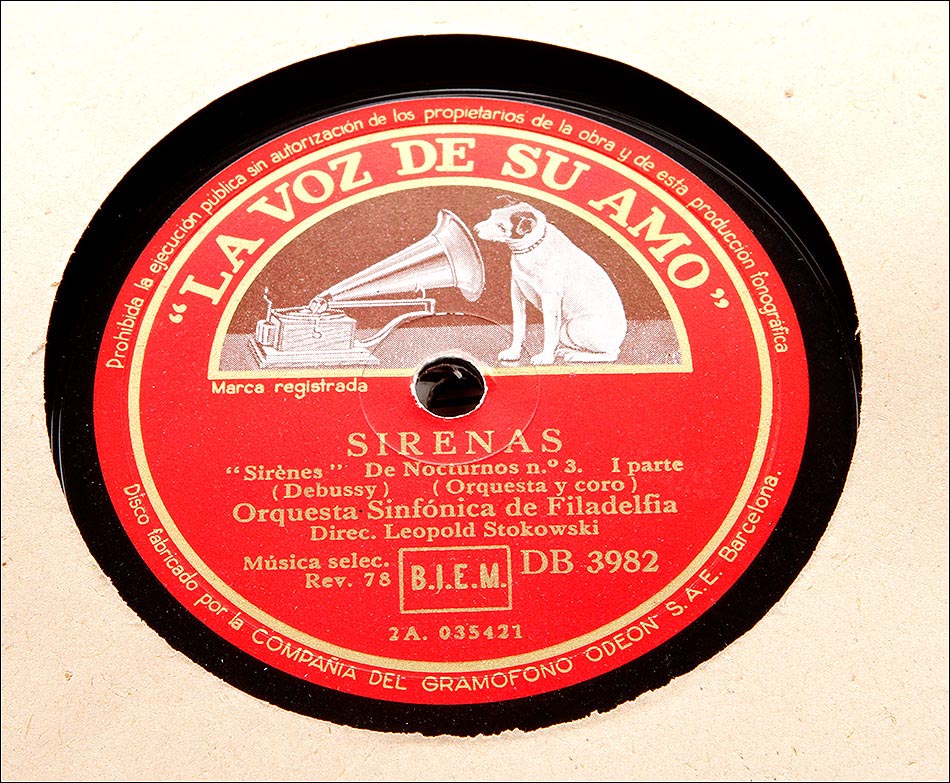 Prohibida la ejecución pública sin autorización de los propietarios de la obra y de esta producción fonográfica
"LA VOZ DE SU AMO"
Marca registrada
SIRENAS
"Sirènes" De Nocturnos n.º 3. I parte
(Debussy) (Orquesta y coro)
Orquesta Sinfónica de Filadelfia
Direc. Leopold Stokowski
Música selec. DB 3982
Rev. 78
B.I.E.M.
2A. 035421
Disco fabricado por la COMPAÑIA DEL GRAMOFONO ODEON S.A.E. Barcelona.